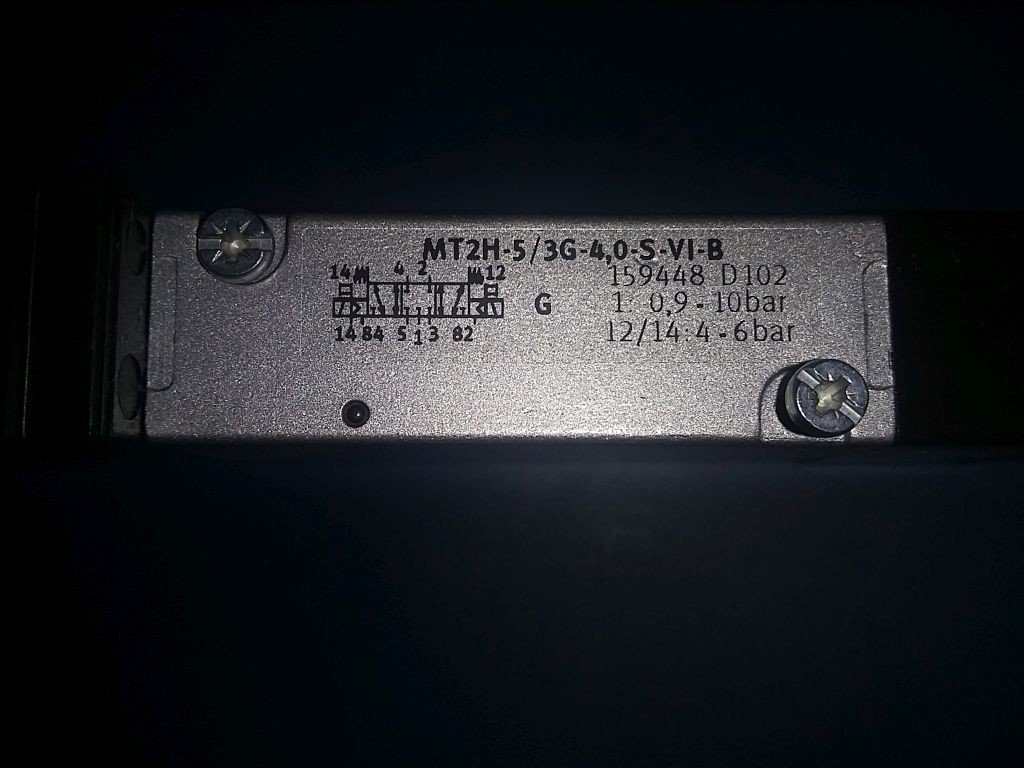 MT2H-5/3G-4,0-S-VI-B
159448 D102
1: 0,9 - 10bar
12/14:4 - 6bar
14 4 2 12
G
14 84 5 1 3 82